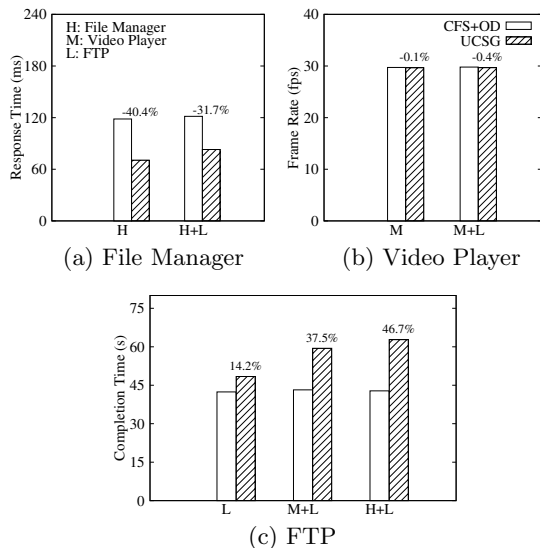 H: File Manager
M: Video Player
L: FTP
Response Time (ms)
240
180
120
60
0
-40.4%
-31.7%
H
H+L
(a) File Manager
CFS+OD
UCSG
Frame Rate (fps)
40
30
20
10
0
-0.1%
-0.4%
M
M+L
(b) Video Player
Completion Time (s)
75
60
45
30
15
0
14.2%
37.5%
46.7%
L
M+L
H+L
(c) FTP